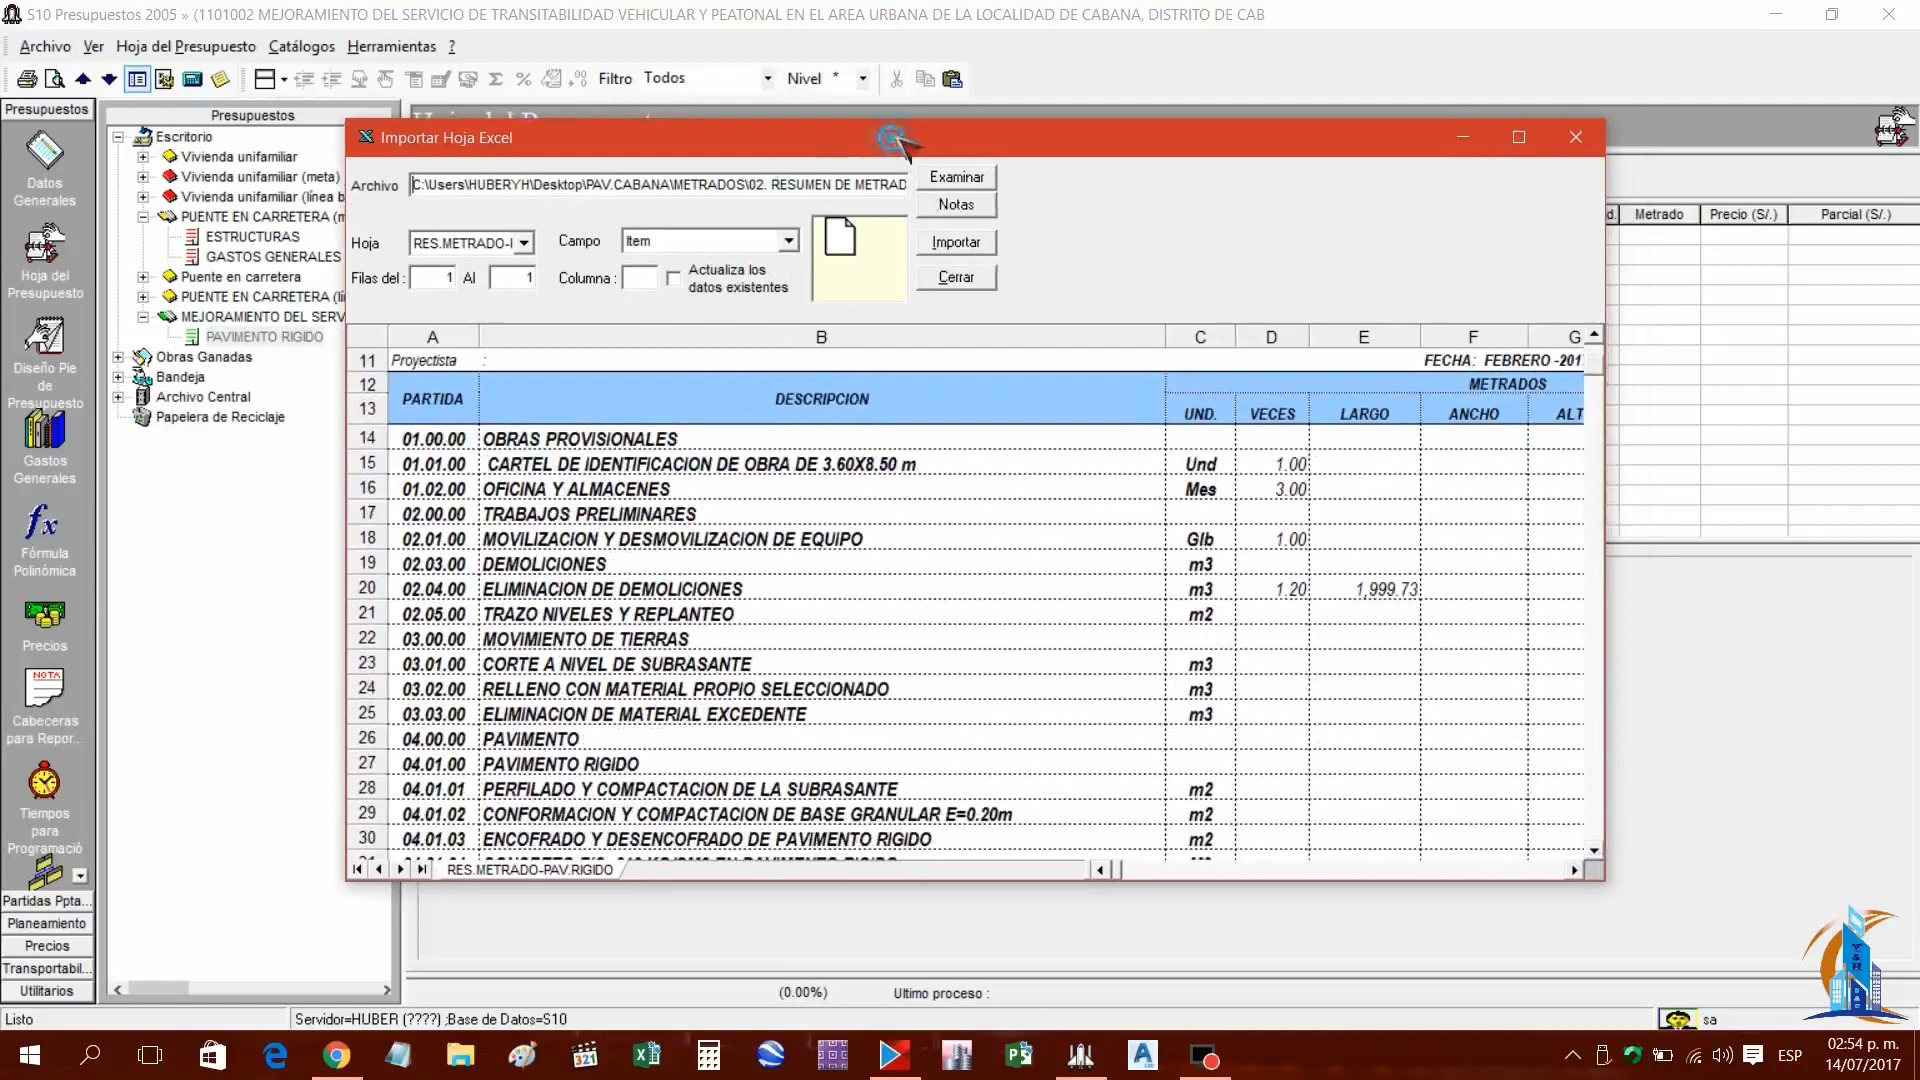 S10 Presupuestos 2005 » (1101002 MEJORAMIENTO DEL SERVICIO DE TRANSITABILIDAD VEHICULAR Y PEATONAL EN EL AREA URBANA DE LA LOCALIDAD DE CABANA, DISTRITO DE CAB
Archivo Ver Hoja del Presupuesto Catálogos Herramientas ?
Filtro Todos Nivel *
Presupuestos
Datos Generales
Hoja del Presupuesto
Diseño Pie de Presupuesto
Gastos Generales
Fórmula Polinómica
Precios
NOTA
Cabeceras para Repor...
Tiempos para Programació
Partidas Ppta...
Planeamiento
Precios
Transportabil...
Utilitarios
Presupuestos
Escritorio
Vivienda unifamiliar
Vivienda unifamiliar (meta)
Vivienda unifamiliar (línea b
PUENTE EN CARRETERA (m
ESTRUCTURAS
GASTOS GENERALES
Puente en carretera
PUENTE EN CARRETERA (lí
MEJORAMIENTO DEL SERV
PAVIMENTO RIGIDO
Obras Ganadas
Bandeja
Archivo Central
Papelera de Reciclaje
d. Metrado Precio (S/.) Parcial (S/.)
Importar Hoja Excel
Archivo C:\Users\HUBERYH\Desktop\PAV.CABANA\METRADOS\02. RESUMEN DE METRAD Examinar
Notas
Hoja RES.METRADO-I Campo Item Importar
Filas del : 1 Al 1 Columna : Actualiza los datos existentes Cerrar
A B C D E F G
11 Proyectista : FECHA: FEBRERO -201
12 PARTIDA DESCRIPCION METRADOS
13 UND. VECES LARGO ANCHO ALT
14 01.00.00 OBRAS PROVISIONALES
15 01.01.00 CARTEL DE IDENTIFICACION DE OBRA DE 3.60X8.50 m Und 1.00
16 01.02.00 OFICINA Y ALMACENES Mes 3.00
17 02.00.00 TRABAJOS PRELIMINARES
18 02.01.00 MOVILIZACION Y DESMOVILIZACION DE EQUIPO Glb 1.00
19 02.03.00 DEMOLICIONES m3
20 02.04.00 ELIMINACION DE DEMOLICIONES m3 1.20 1,999.73
21 02.05.00 TRAZO NIVELES Y REPLANTEO m2
22 03.00.00 MOVIMIENTO DE TIERRAS
23 03.01.00 CORTE A NIVEL DE SUBRASANTE m3
24 03.02.00 RELLENO CON MATERIAL PROPIO SELECCIONADO m3
25 03.03.00 ELIMINACION DE MATERIAL EXCEDENTE m3
26 04.00.00 PAVIMENTO
27 04.01.00 PAVIMENTO RIGIDO
28 04.01.01 PERFILADO Y COMPACTACION DE LA SUBRASANTE m2
29 04.01.02 CONFORMACION Y COMPACTACION DE BASE GRANULAR E=0.20m m2
30 04.01.03 ENCOFRADO Y DESENCOFRADO DE PAVIMENTO RIGIDO m2
RES.METRADO-PAV.RIGIDO
(0.00%) Ultimo proceso :
Listo Servidor=HUBER (????) ;Base de Datos=S10 sa
ESP 02:54 p. m.
14/07/2017